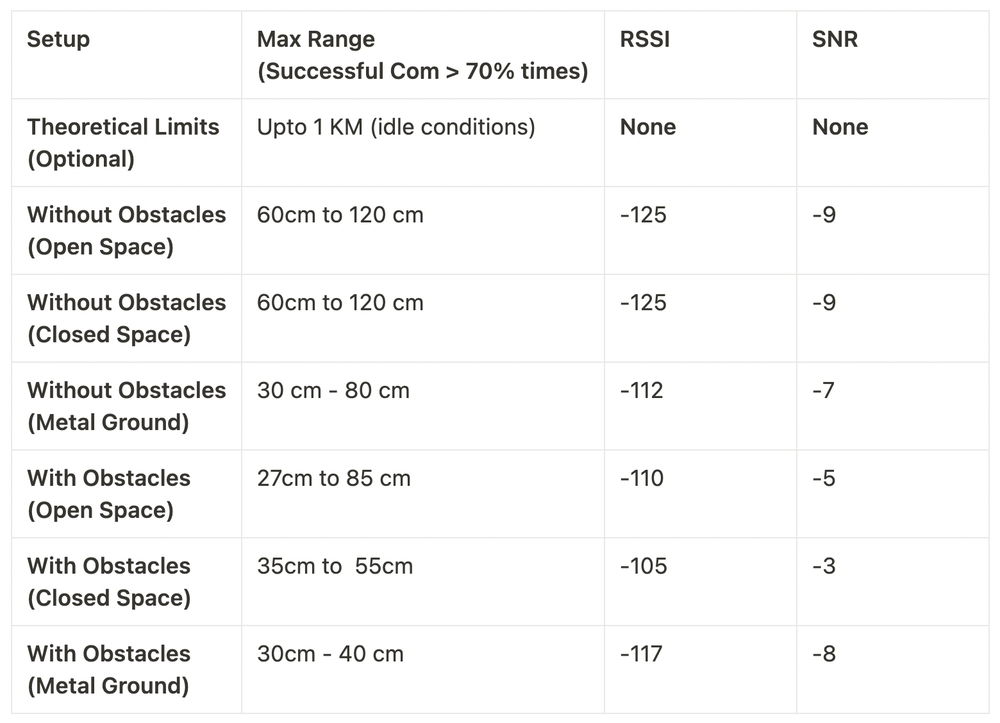 Setup
Max Range
(Successful Com > 70% times)
RSSI
SNR
Theoretical Limits
(Optional)
Upto 1 KM (idle conditions)
None
None
Without Obstacles
(Open Space)
60cm to 120 cm
-125
-9
Without Obstacles
(Closed Space)
60cm to 120 cm
-125
-9
Without Obstacles
(Metal Ground)
30 cm - 80 cm
-112
-7
With Obstacles
(Open Space)
27cm to 85 cm
-110
-5
With Obstacles
(Closed Space)
35cm to  55cm
-105
-3
With Obstacles
(Metal Ground)
30cm - 40 cm
-117
-8